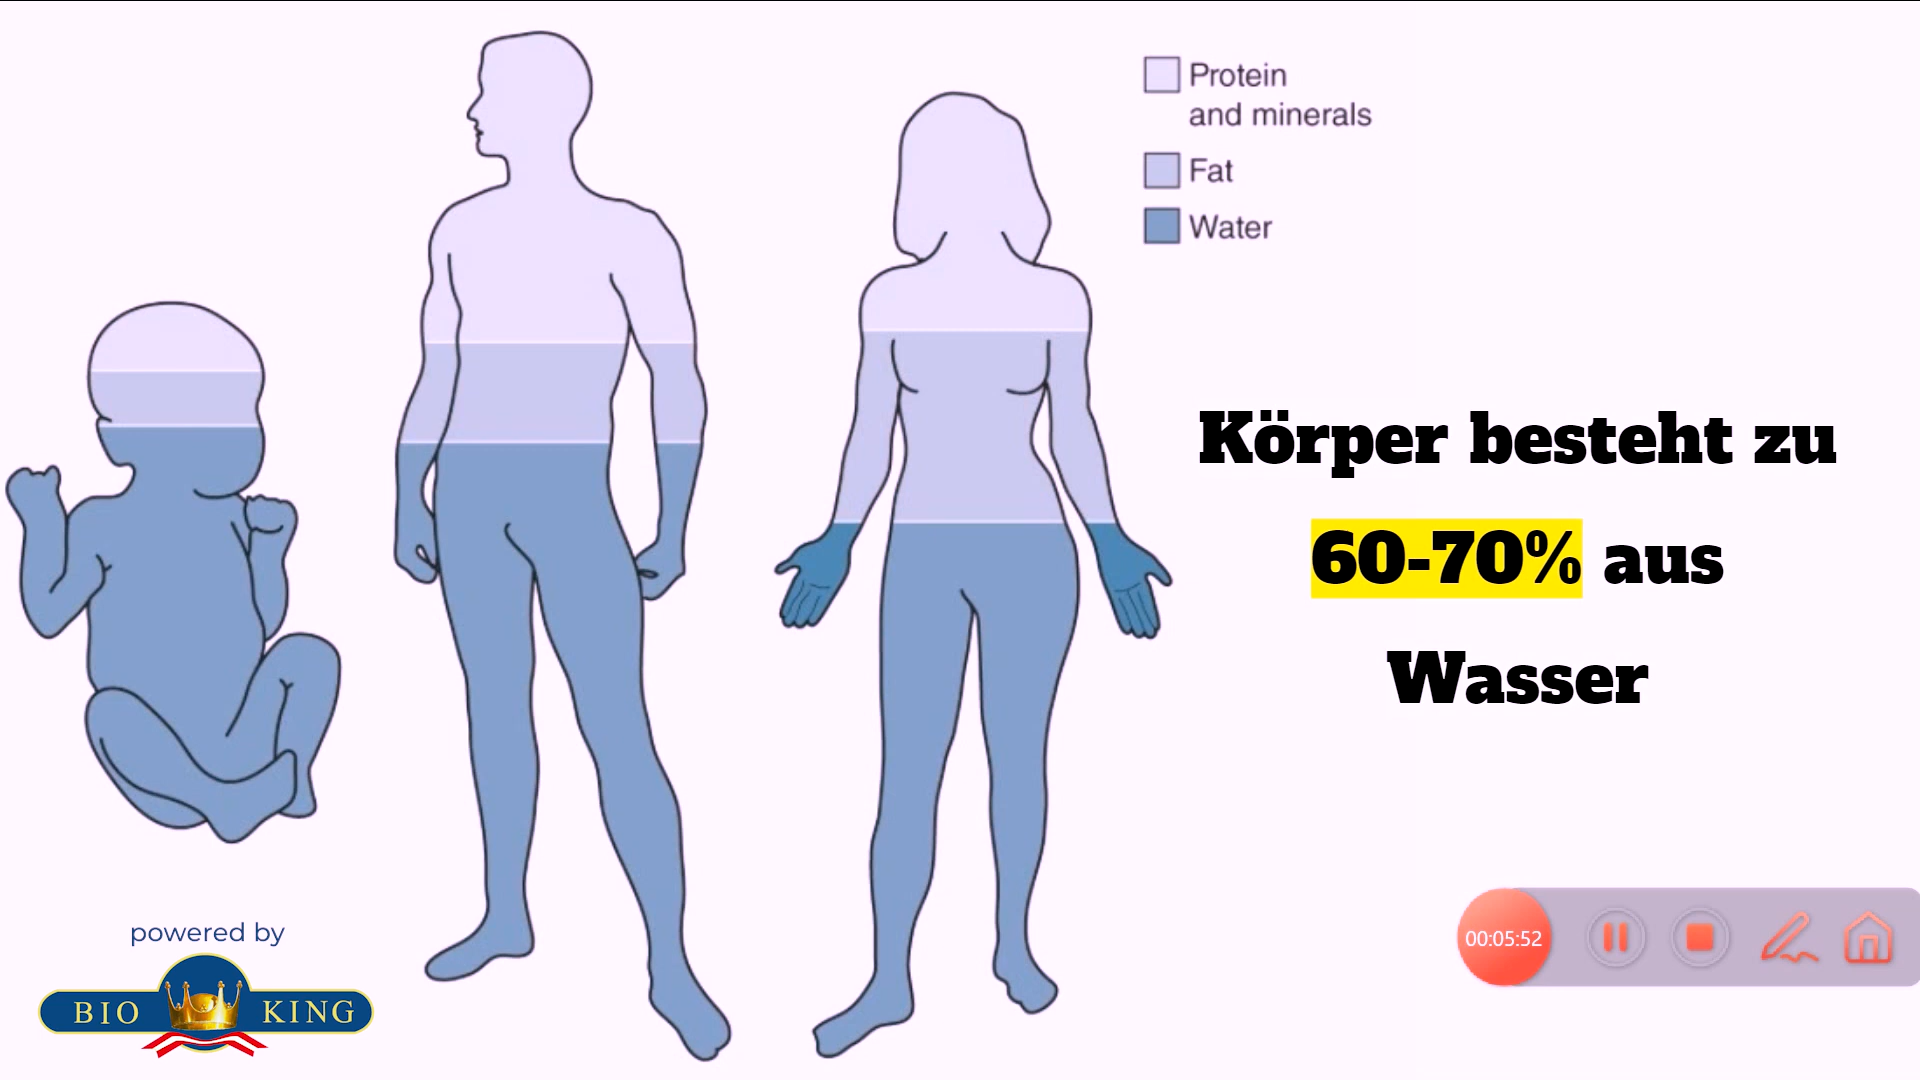 Protein
and minerals
Fat
Water
Körper besteht zu
60-70% aus
Wasser
powered by
BIO KING
00:05:52